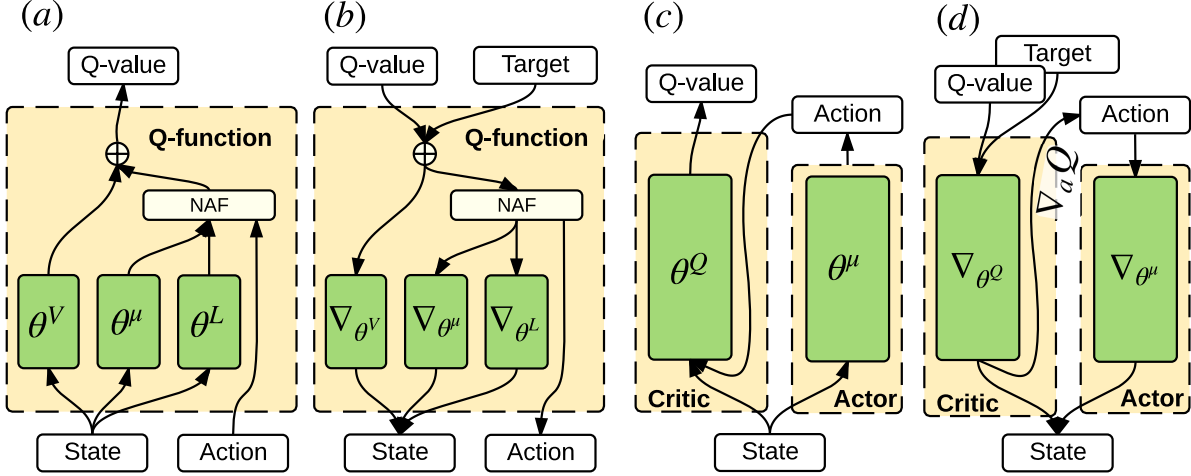 (a)
Q-value
Q-function
⊕
NAF
θ^V
θ^μ
θ^L
State
Action
(b)
Q-value
Target
Q-function
⊕
NAF
∇_{θ^V}
∇_{θ^μ}
∇_{θ^L}
State
Action
(c)
Q-value
Action
θ^Q
θ^μ
Critic
Actor
State
(d)
Target
Q-value
Action
∇_a Q
∇_{θ^Q}
∇_{θ^μ}
Critic
Actor
State